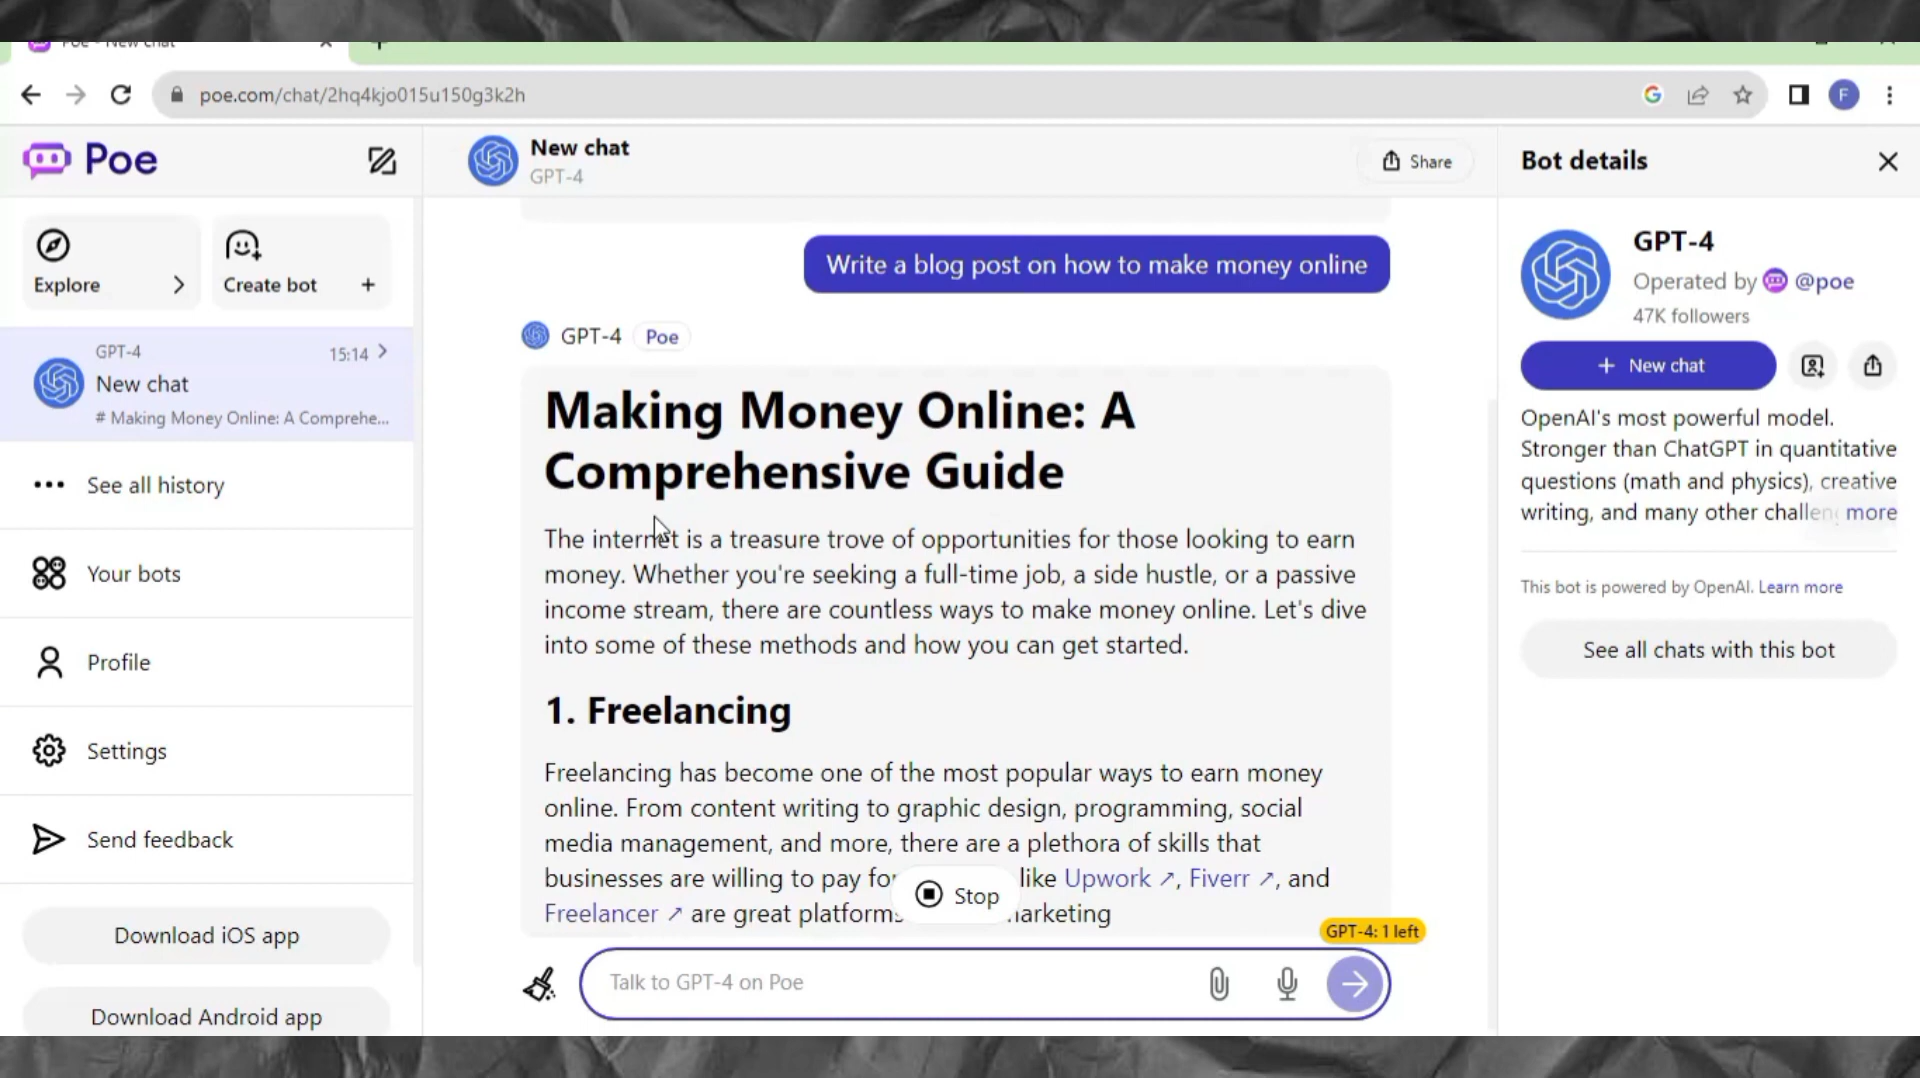 Poe - New chat
poe.com/chat/2hq4kjo015u150g3k2h
F
Poe
Explore
Create bot
GPT-4
15:14
New chat
# Making Money Online: A Comprehe...
See all history
Your bots
Profile
Settings
Send feedback
Download iOS app
Download Android app
New chat
GPT-4
Share
Write a blog post on how to make money online
GPT-4 Poe
Making Money Online: A
Comprehensive Guide
The internet is a treasure trove of opportunities for those looking to earn
money. Whether you're seeking a full-time job, a side hustle, or a passive
income stream, there are countless ways to make money online. Let's dive
into some of these methods and how you can get started.
1. Freelancing
Freelancing has become one of the most popular ways to earn money
online. From content writing to graphic design, programming, social
media management, and more, there are a plethora of skills that
businesses are willing to pay like Upwork, Fiverr, and
Freelancer are great
Stop
GPT-4: 1 left
Talk to GPT-4 on Poe
Bot details
GPT-4
Operated by @poe
47K followers
New chat
OpenAI's most powerful model.
Stronger than ChatGPT in quantitative
questions (math and physics), creative
writing, and many other more
This bot is powered by OpenAI. Learn more
See all chats with this bot